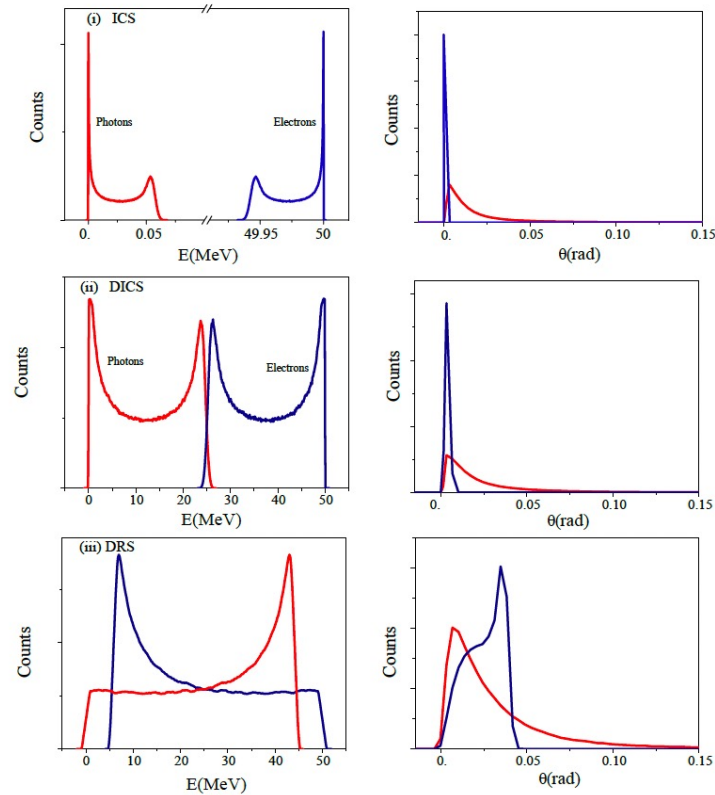 (i) ICS
Counts
Photons
Electrons
0. 0.05 49.95 50
E(MeV)
Counts
0. 0.05 0.10 0.15
θ(rad)
(ii) DICS
Counts
Photons
Electrons
0 10 20 30 40 50
E(MeV)
Counts
0. 0.05 0.10 0.15
θ(rad)
(iii) DRS
Counts
0 10 20 30 40 50
E(MeV)
Counts
0. 0.05 0.10 0.15
θ(rad)